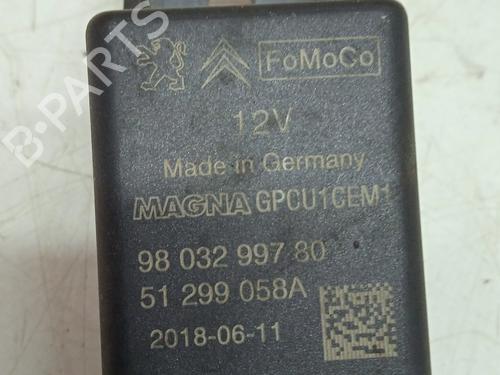 FoMoCo
12V
Made in Germany
MAGNA GPCU1CEM1
98 032 997 80
51 299 058A
2018-06-11
B-PARTS